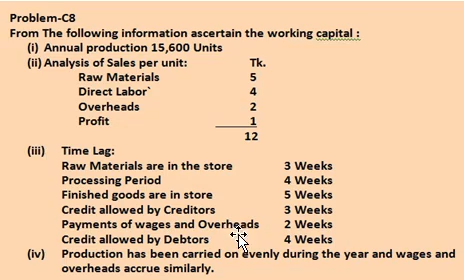 Problem-C8
From The following information ascertain the working capital :
(i) Annual production 15,600 Units
(ii) Analysis of Sales per unit: Tk.
Raw Materials 5
Direct Labor` 4
Overheads 2
Profit 1
12
(iii) Time Lag:
Raw Materials are in the store 3 Weeks
Processing Period 4 Weeks
Finished goods are in store 5 Weeks
Credit allowed by Creditors 3 Weeks
Payments of wages and Overheads 2 Weeks
Credit allowed by Debtors 4 Weeks
(iv) Production has been carried on evenly during the year and wages and
overheads accrue similarly.